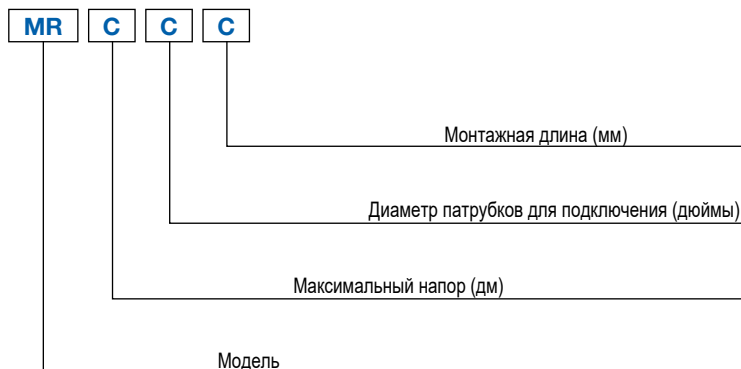 MR C C C
Монтажная длина (мм)
Диаметр патрубков для подключения (дюймы)
Максимальный напор (дм)
Модель